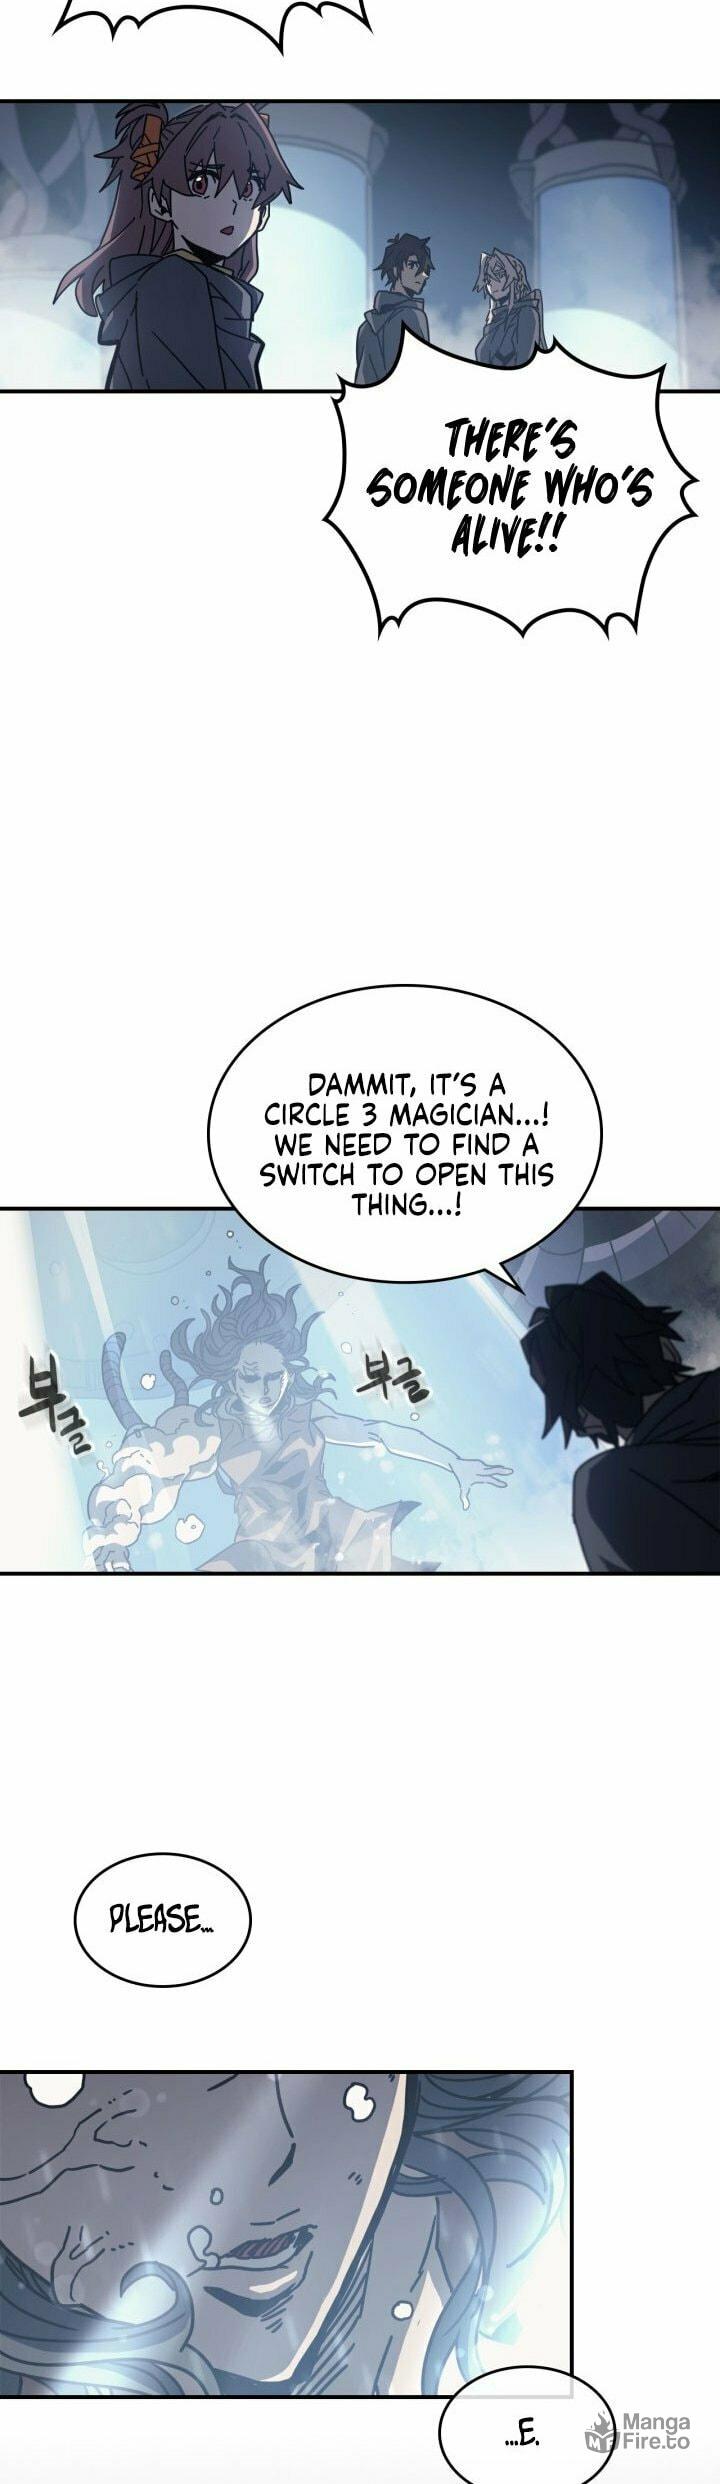 THERE'S
SOMEONE WHO'S
ALIVE!!
DAMMIT, IT'S A
CIRCLE 3 MAGICIAN...!
WE NEED TO FIND A
SWITCH TO OPEN THIS
THING...!
부글
부글
PLEASE...
...E.
Manga
Fire.to